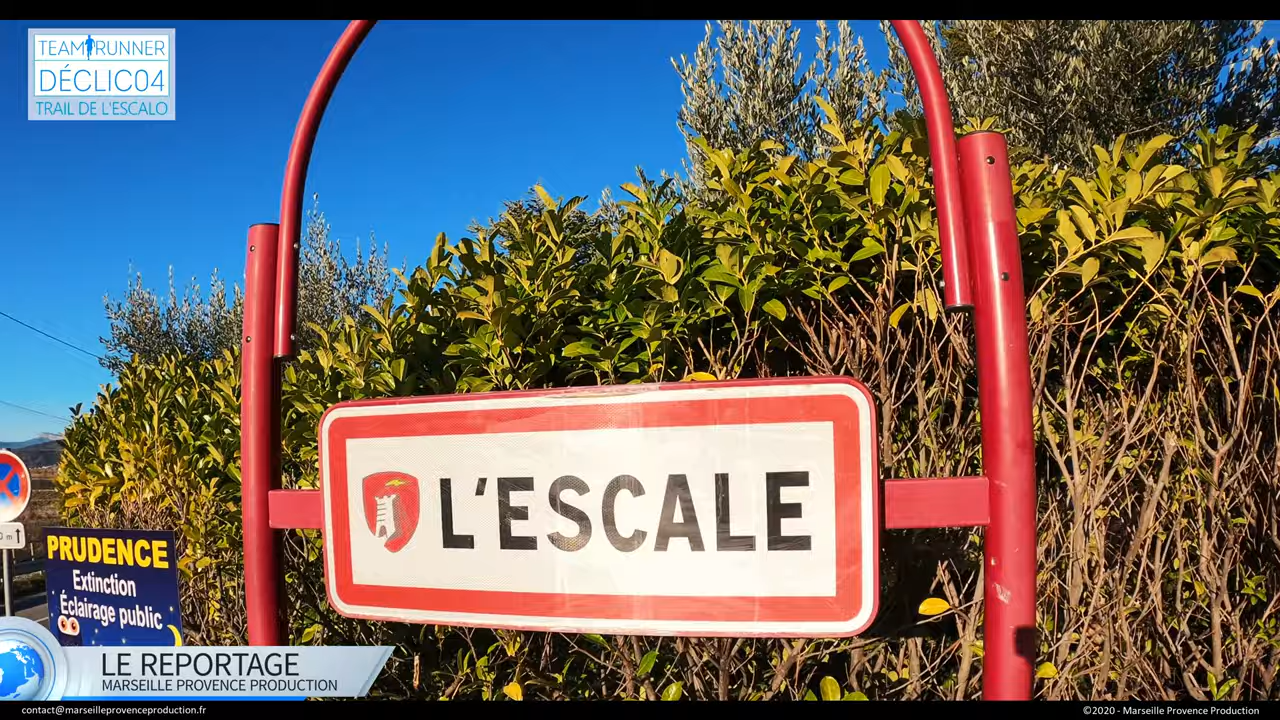 TEAM RUNNER
DÉCLIC04
TRAIL DE L'ESCALO
L'ESCALE
PRUDENCE
Extinction
Éclairage public
LE REPORTAGE
MARSEILLE PROVENCE PRODUCTION
contact@marseilleprovenceproduction.fr
©2020 - Marseille Provence Production